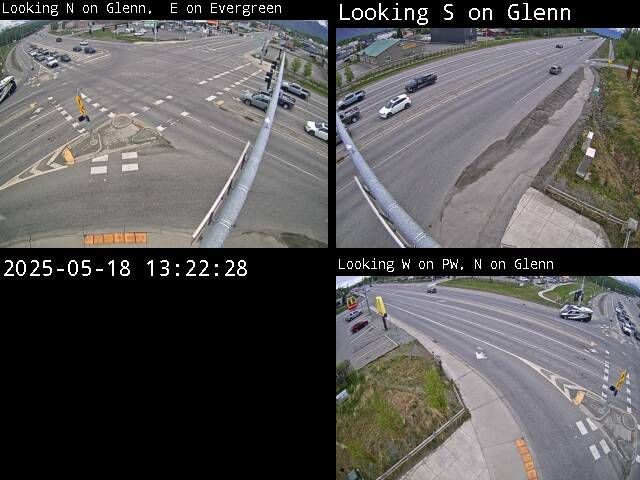 Looking N on Glenn,  E on Evergreen
Looking S on Glenn
2025-05-18 13:22:28
Looking W on PW, N on Glenn